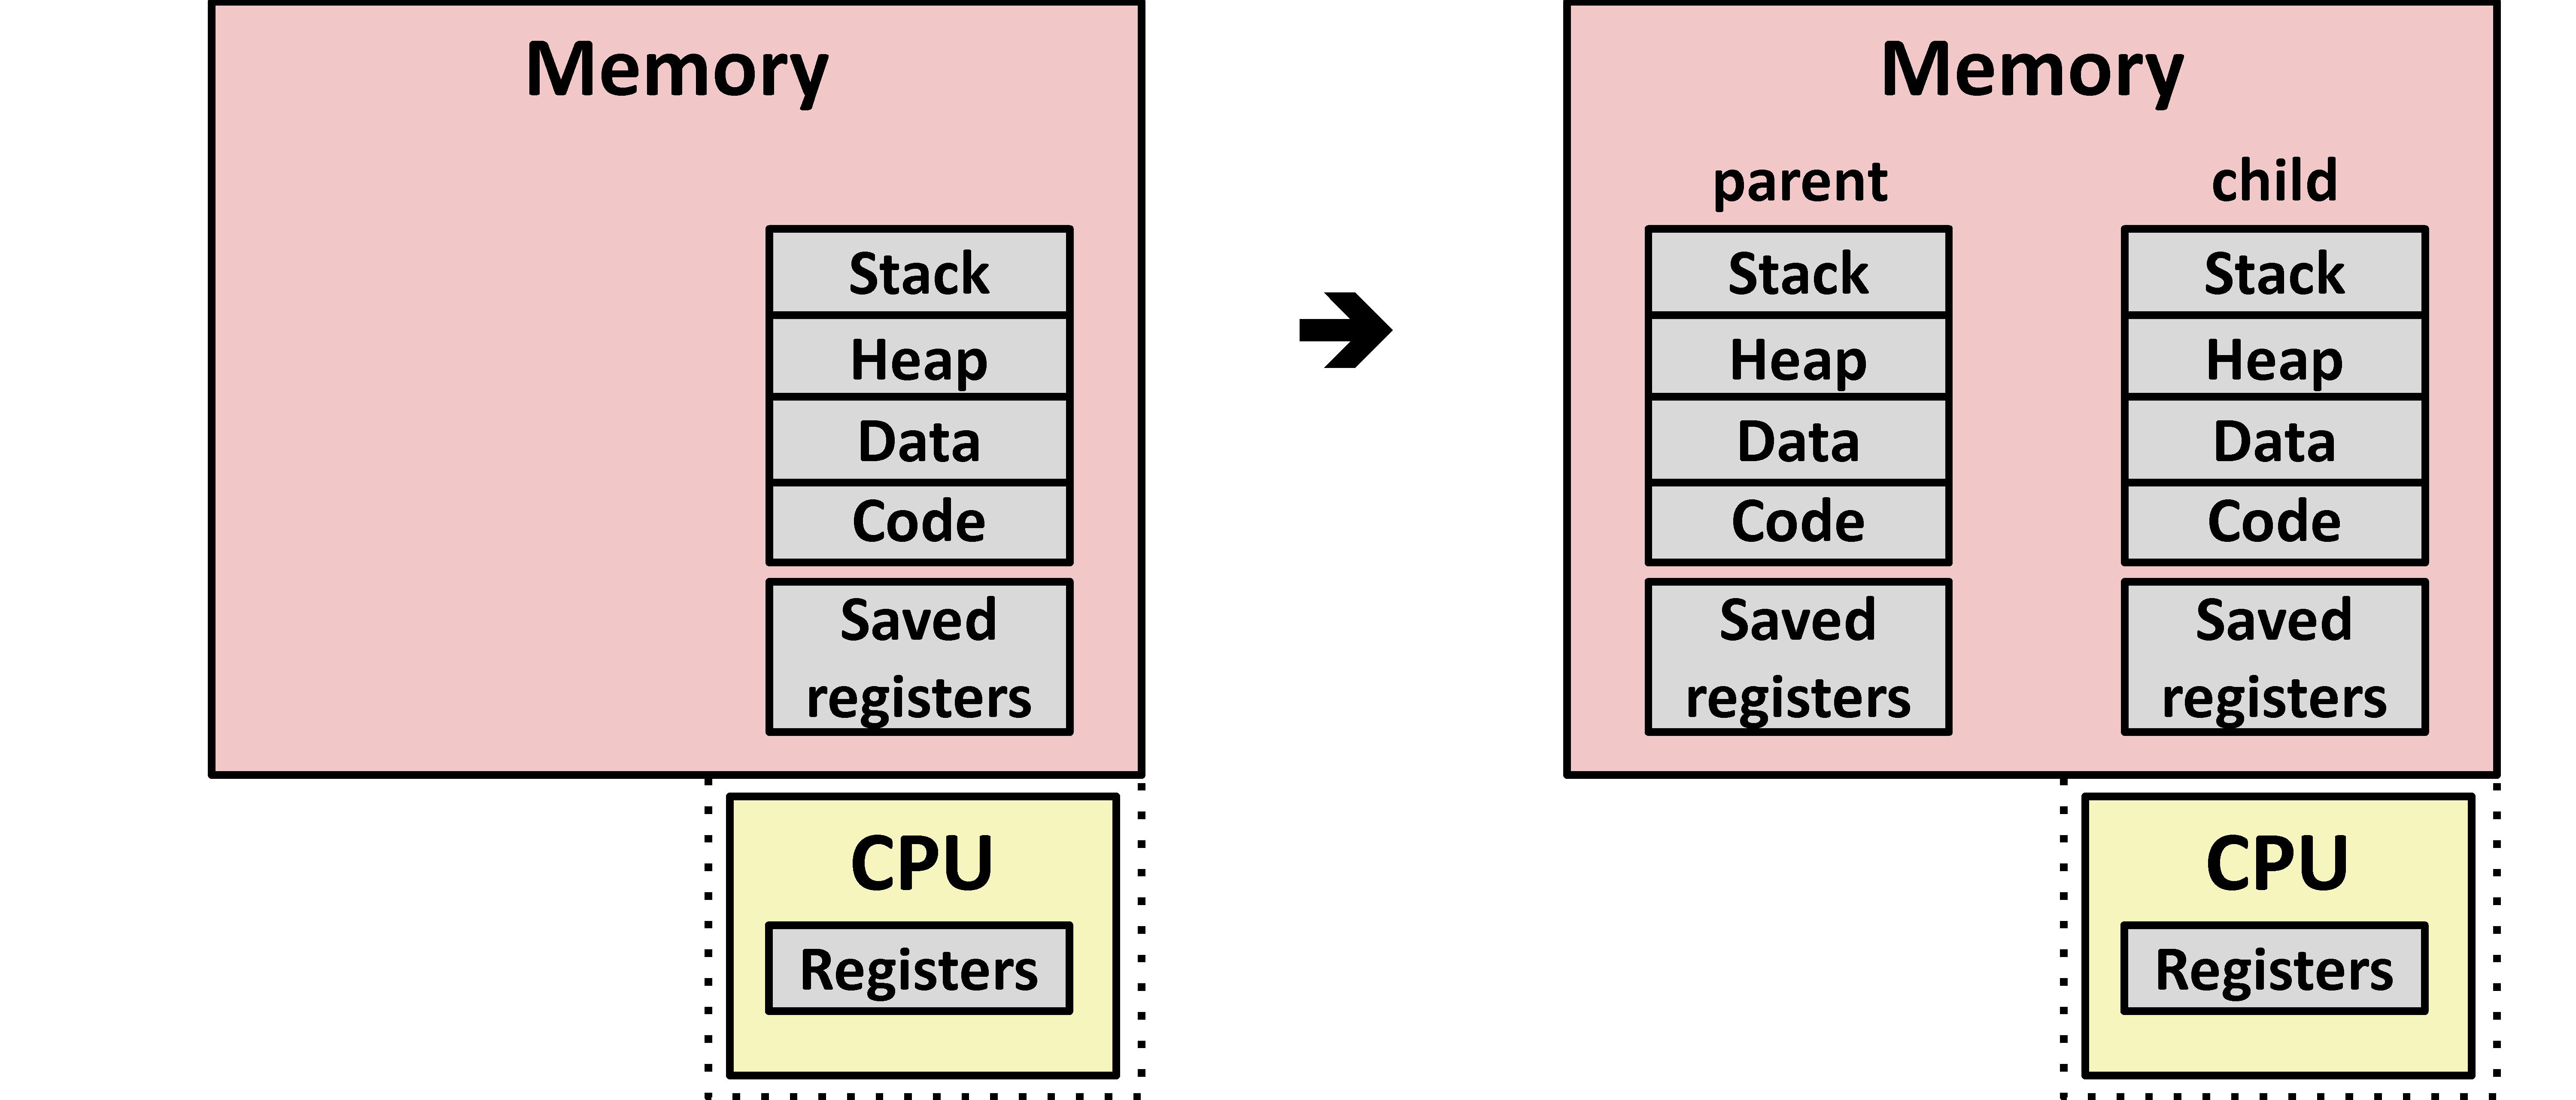 Memory
Stack
Heap
Data
Code
Saved
registers
CPU
Registers
Memory
parent
child
Stack
Stack
Heap
Heap
Data
Data
Code
Code
Saved
registers
Saved
registers
CPU
Registers